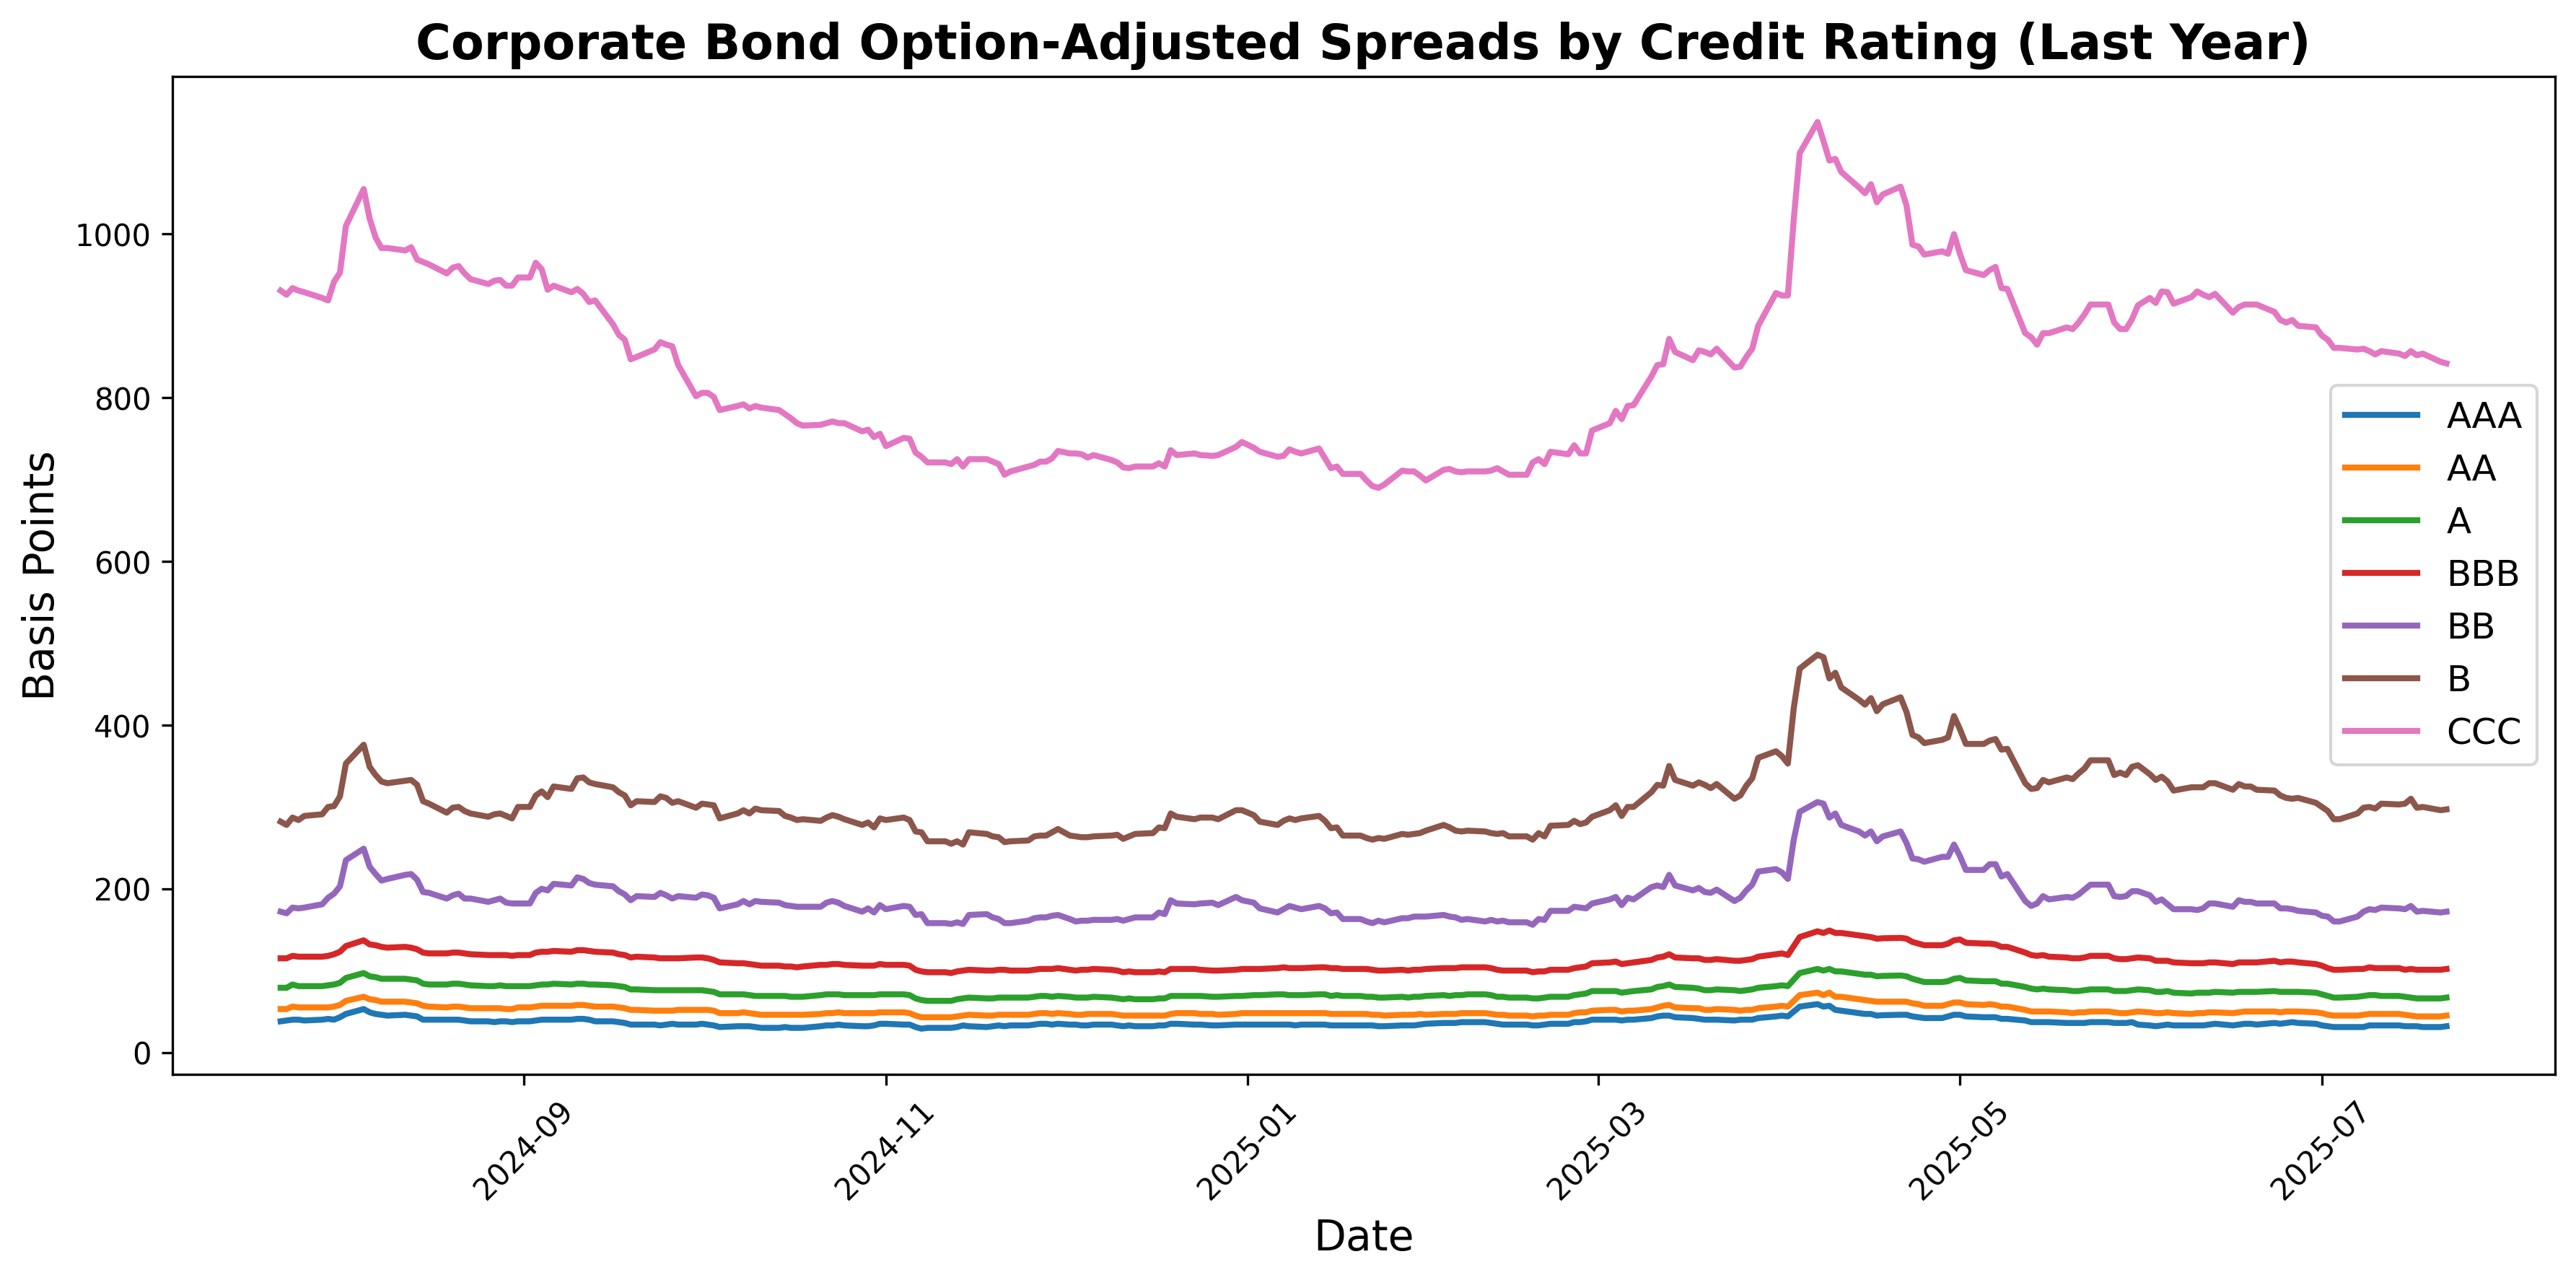 Corporate Bond Option-Adjusted Spreads by Credit Rating (Last Year)
Basis Points
1000
800
600
400
200
0
AAA
AA
A
BBB
BB
B
CCC
2024-09
2024-11
2025-01
2025-03
2025-05
2025-07
Date